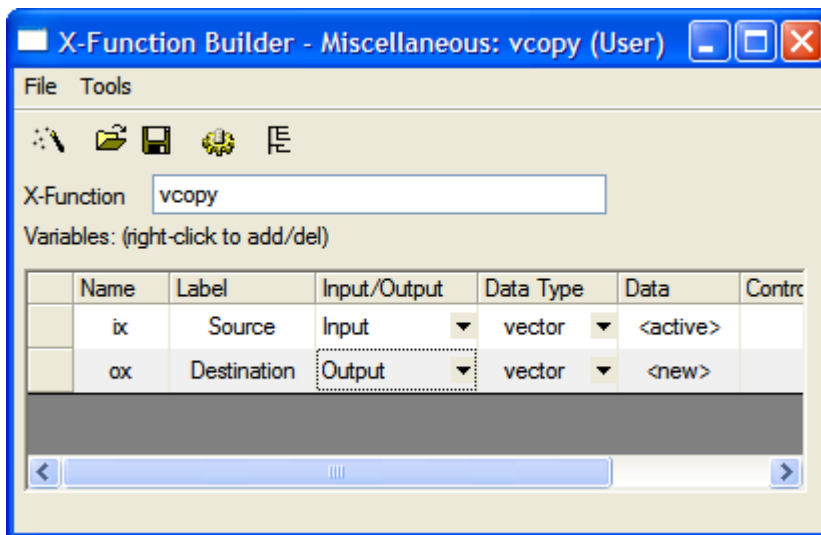 X-Function Builder - Miscellaneous: vcopy (User)
File Tools
X-Function vcopy
Variables: (right-click to add/del)
Name Label Input/Output Data Type Data Contro
ix Source Input vector <active>
ox Destination Output vector <new>